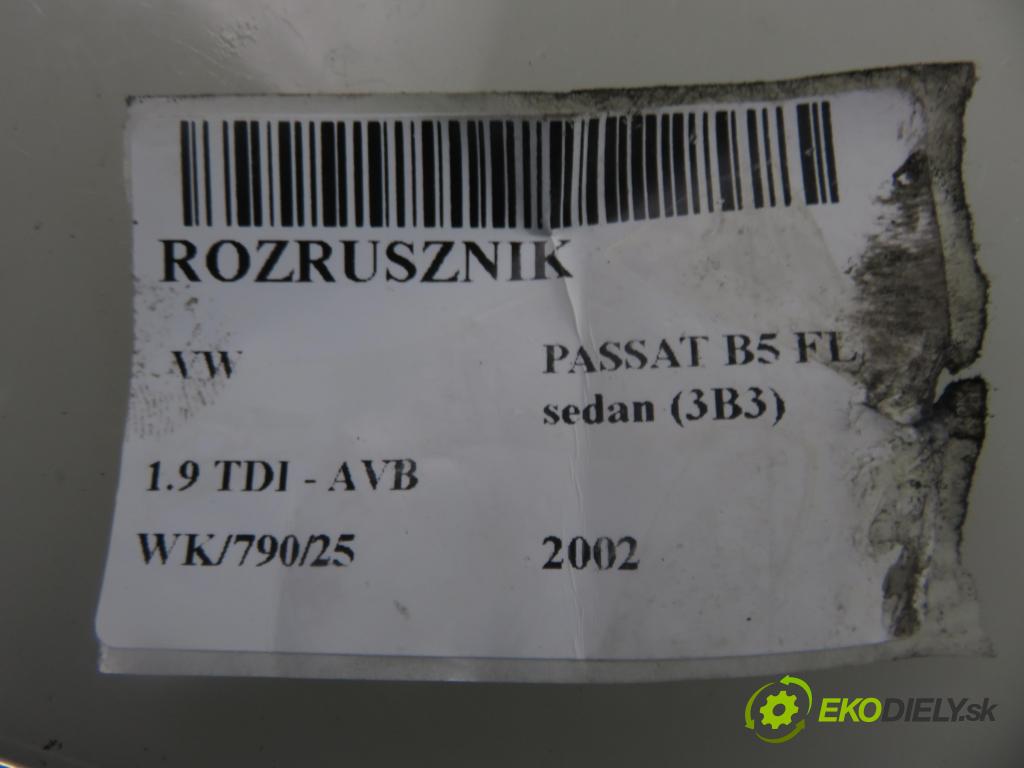 ROZRUSZNIK
VW
PASSAT B5 FL
sedan (3B3)
1.9 TDI - AVB
WK/790/25
2002
EKODIELY.sk